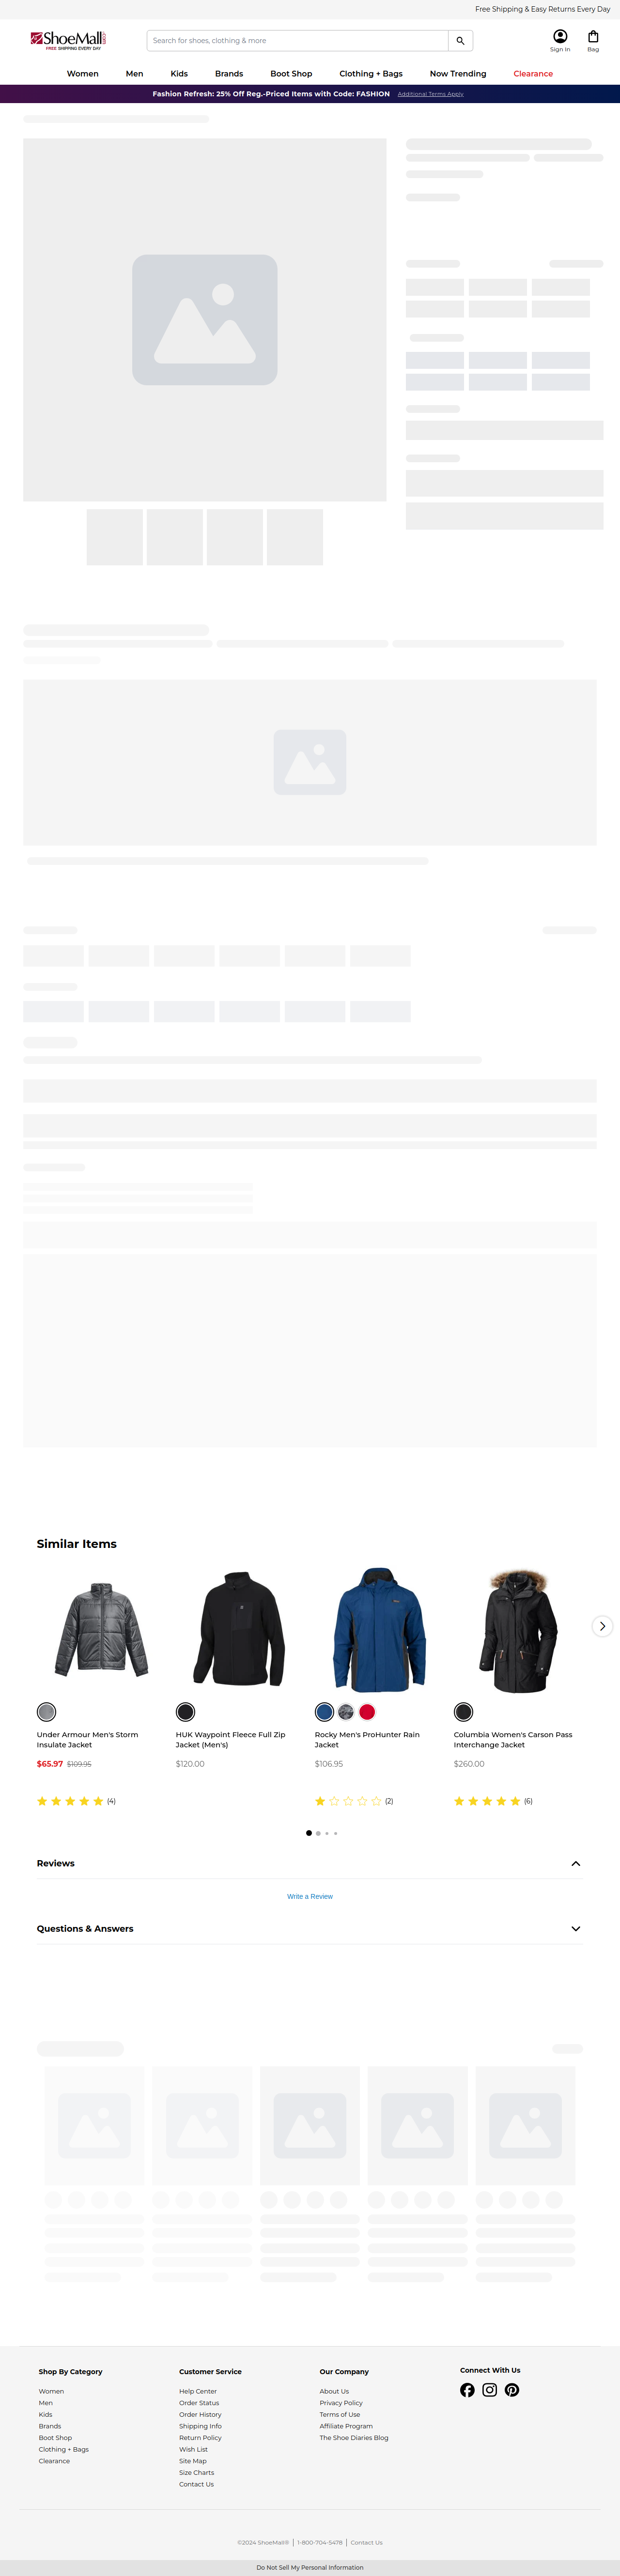 Free Shipping & Easy Returns Every Day
ShoeMall
FREE SHIPPING EVERY DAY
Search for shoes, clothing & more
Sign In
Bag
Women
Men
Kids
Brands
Boot Shop
Clothing + Bags
Now Trending
Clearance
Fashion Refresh: 25% Off Reg.-Priced Items with Code: FASHION
Additional Terms Apply
Similar Items
Under Armour Men's Storm
Insulate Jacket
$65.97 $109.95
(4)
HUK Waypoint Fleece Full Zip
Jacket (Men's)
$120.00
Rocky Men's ProHunter Rain
Jacket
$106.95
(2)
Columbia Women's Carson Pass
Interchange Jacket
$260.00
(6)
Reviews
Write a Review
Questions & Answers
Shop By Category
Women
Men
Kids
Brands
Boot Shop
Clothing + Bags
Clearance
Customer Service
Help Center
Order Status
Order History
Shipping Info
Return Policy
Wish List
Site Map
Size Charts
Contact Us
Our Company
About Us
Privacy Policy
Terms of Use
Affiliate Program
The Shoe Diaries Blog
Connect With Us
©2024 ShoeMall®
1-800-704-5478
Contact Us
Do Not Sell My Personal Information